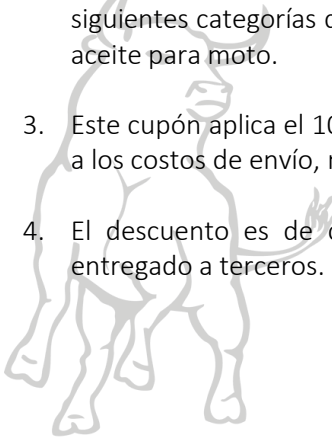 siguientes categorías
aceite para moto.
3. Este cupón aplica el 10
a los costos de envío,
4. El descuento es de
entregado a terceros.